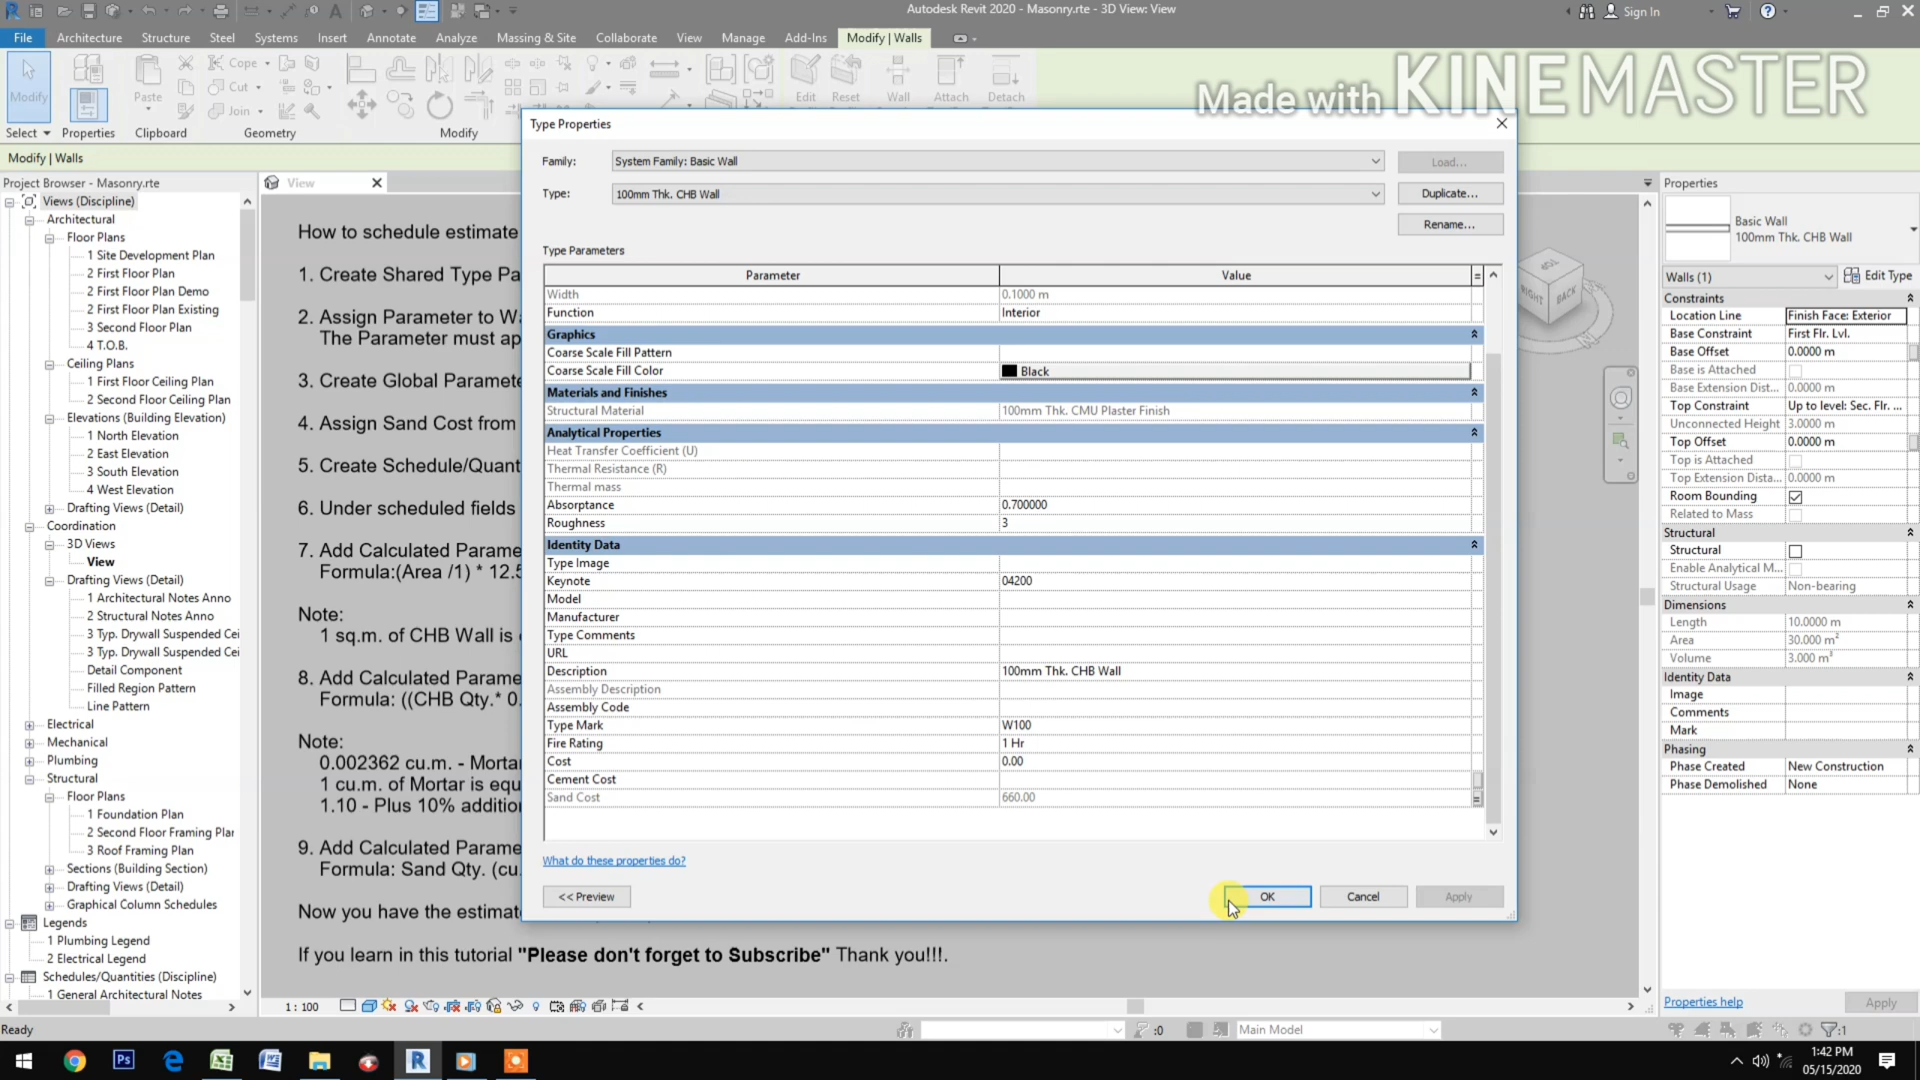 Autodesk Revit 2020 - Masonry.rte - 3D View: View
Sign In
File Architecture Structure Steel Systems Insert Annotate Analyze Massing & Site Collaborate View Manage Add-Ins Modify | Walls
Modify
Paste
Cope
Cut
Join
Edit Reset Wall Attach Detach
Select Properties Clipboard Geometry Modify
Made with KINEMASTER
Modify | Walls
Project Browser - Masonry.rte
Views (Discipline)
Architectural
Floor Plans
1 Site Development Plan
2 First Floor Plan
2 First Floor Plan Demo
2 First Floor Plan Existing
3 Second Floor Plan
4 T.O.B.
Ceiling Plans
1 First Floor Ceiling Plan
2 Second Floor Ceiling Plan
Elevations (Building Elevation)
1 North Elevation
2 East Elevation
3 South Elevation
4 West Elevation
Drafting Views (Detail)
Coordination
3D Views
View
Drafting Views (Detail)
1 Architectural Notes Anno
2 Structural Notes Anno
3 Typ. Drywall Suspended Cei
3 Typ. Drywall Suspended Cei
Detail Component
Filled Region Pattern
Line Pattern
Electrical
Mechanical
Plumbing
Structural
Floor Plans
1 Foundation Plan
2 Second Floor Framing Plar
3 Roof Framing Plan
Sections (Building Section)
Drafting Views (Detail)
Graphical Column Schedules
Legends
1 Plumbing Legend
2 Electrical Legend
Schedules/Quantities (Discipline)
1 General Architectural Notes
View
How to schedule estimate
1. Create Shared Type Pa
2. Assign Parameter to Wa
The Parameter must ap
3. Create Global Paramete
4. Assign Sand Cost from
5. Create Schedule/Quant
6. Under scheduled fields
7. Add Calculated Parame
Formula:(Area /1) * 12.5
Note:
1 sq.m. of CHB Wall is
8. Add Calculated Parame
Formula: ((CHB Qty.* 0.
Note:
0.002362 cu.m. - Morta
1 cu.m. of Mortar is equ
1.10 - Plus 10% addition
9. Add Calculated Parame
Formula: Sand Qty. (cu.
Now you have the estimat
If you learn in this tutorial "Please don't forget to Subscribe" Thank you!!!.
Type Properties
Family: System Family: Basic Wall Load...
Type: 100mm Thk. CHB Wall Duplicate...
Rename...
Type Parameters
Parameter Value
Width 0.1000 m
Function Interior
Graphics
Coarse Scale Fill Pattern
Coarse Scale Fill Color Black
Materials and Finishes
Structural Material 100mm Thk. CMU Plaster Finish
Analytical Properties
Heat Transfer Coefficient (U)
Thermal Resistance (R)
Thermal mass
Absorptance 0.700000
Roughness 3
Identity Data
Type Image
Keynote 04200
Model
Manufacturer
Type Comments
URL
Description 100mm Thk. CHB Wall
Assembly Description
Assembly Code
Type Mark W100
Fire Rating 1 Hr
Cost 0.00
Cement Cost
Sand Cost 660.00
What do these properties do?
<< Preview OK Cancel Apply
TOP
RIGHT BACK
Properties
Basic Wall
100mm Thk. CHB Wall
Walls (1) Edit Type
Constraints
Location Line Finish Face: Exterior
Base Constraint First Flr. Lvl.
Base Offset 0.0000 m
Base is Attached
Base Extension Dist... 0.0000 m
Top Constraint Up to level: Sec. Flr. ...
Unconnected Height 3.0000 m
Top Offset 0.0000 m
Top is Attached
Top Extension Dista... 0.0000 m
Room Bounding
Related to Mass
Structural
Structural
Enable Analytical M...
Structural Usage Non-bearing
Dimensions
Length 10.0000 m
Area 30.000 m²
Volume 3.000 m³
Identity Data
Image
Comments
Mark
Phasing
Phase Created New Construction
Phase Demolished None
Properties help Apply
1 : 100
Ready
:0
Main Model
:1
1:42 PM
05/15/2020